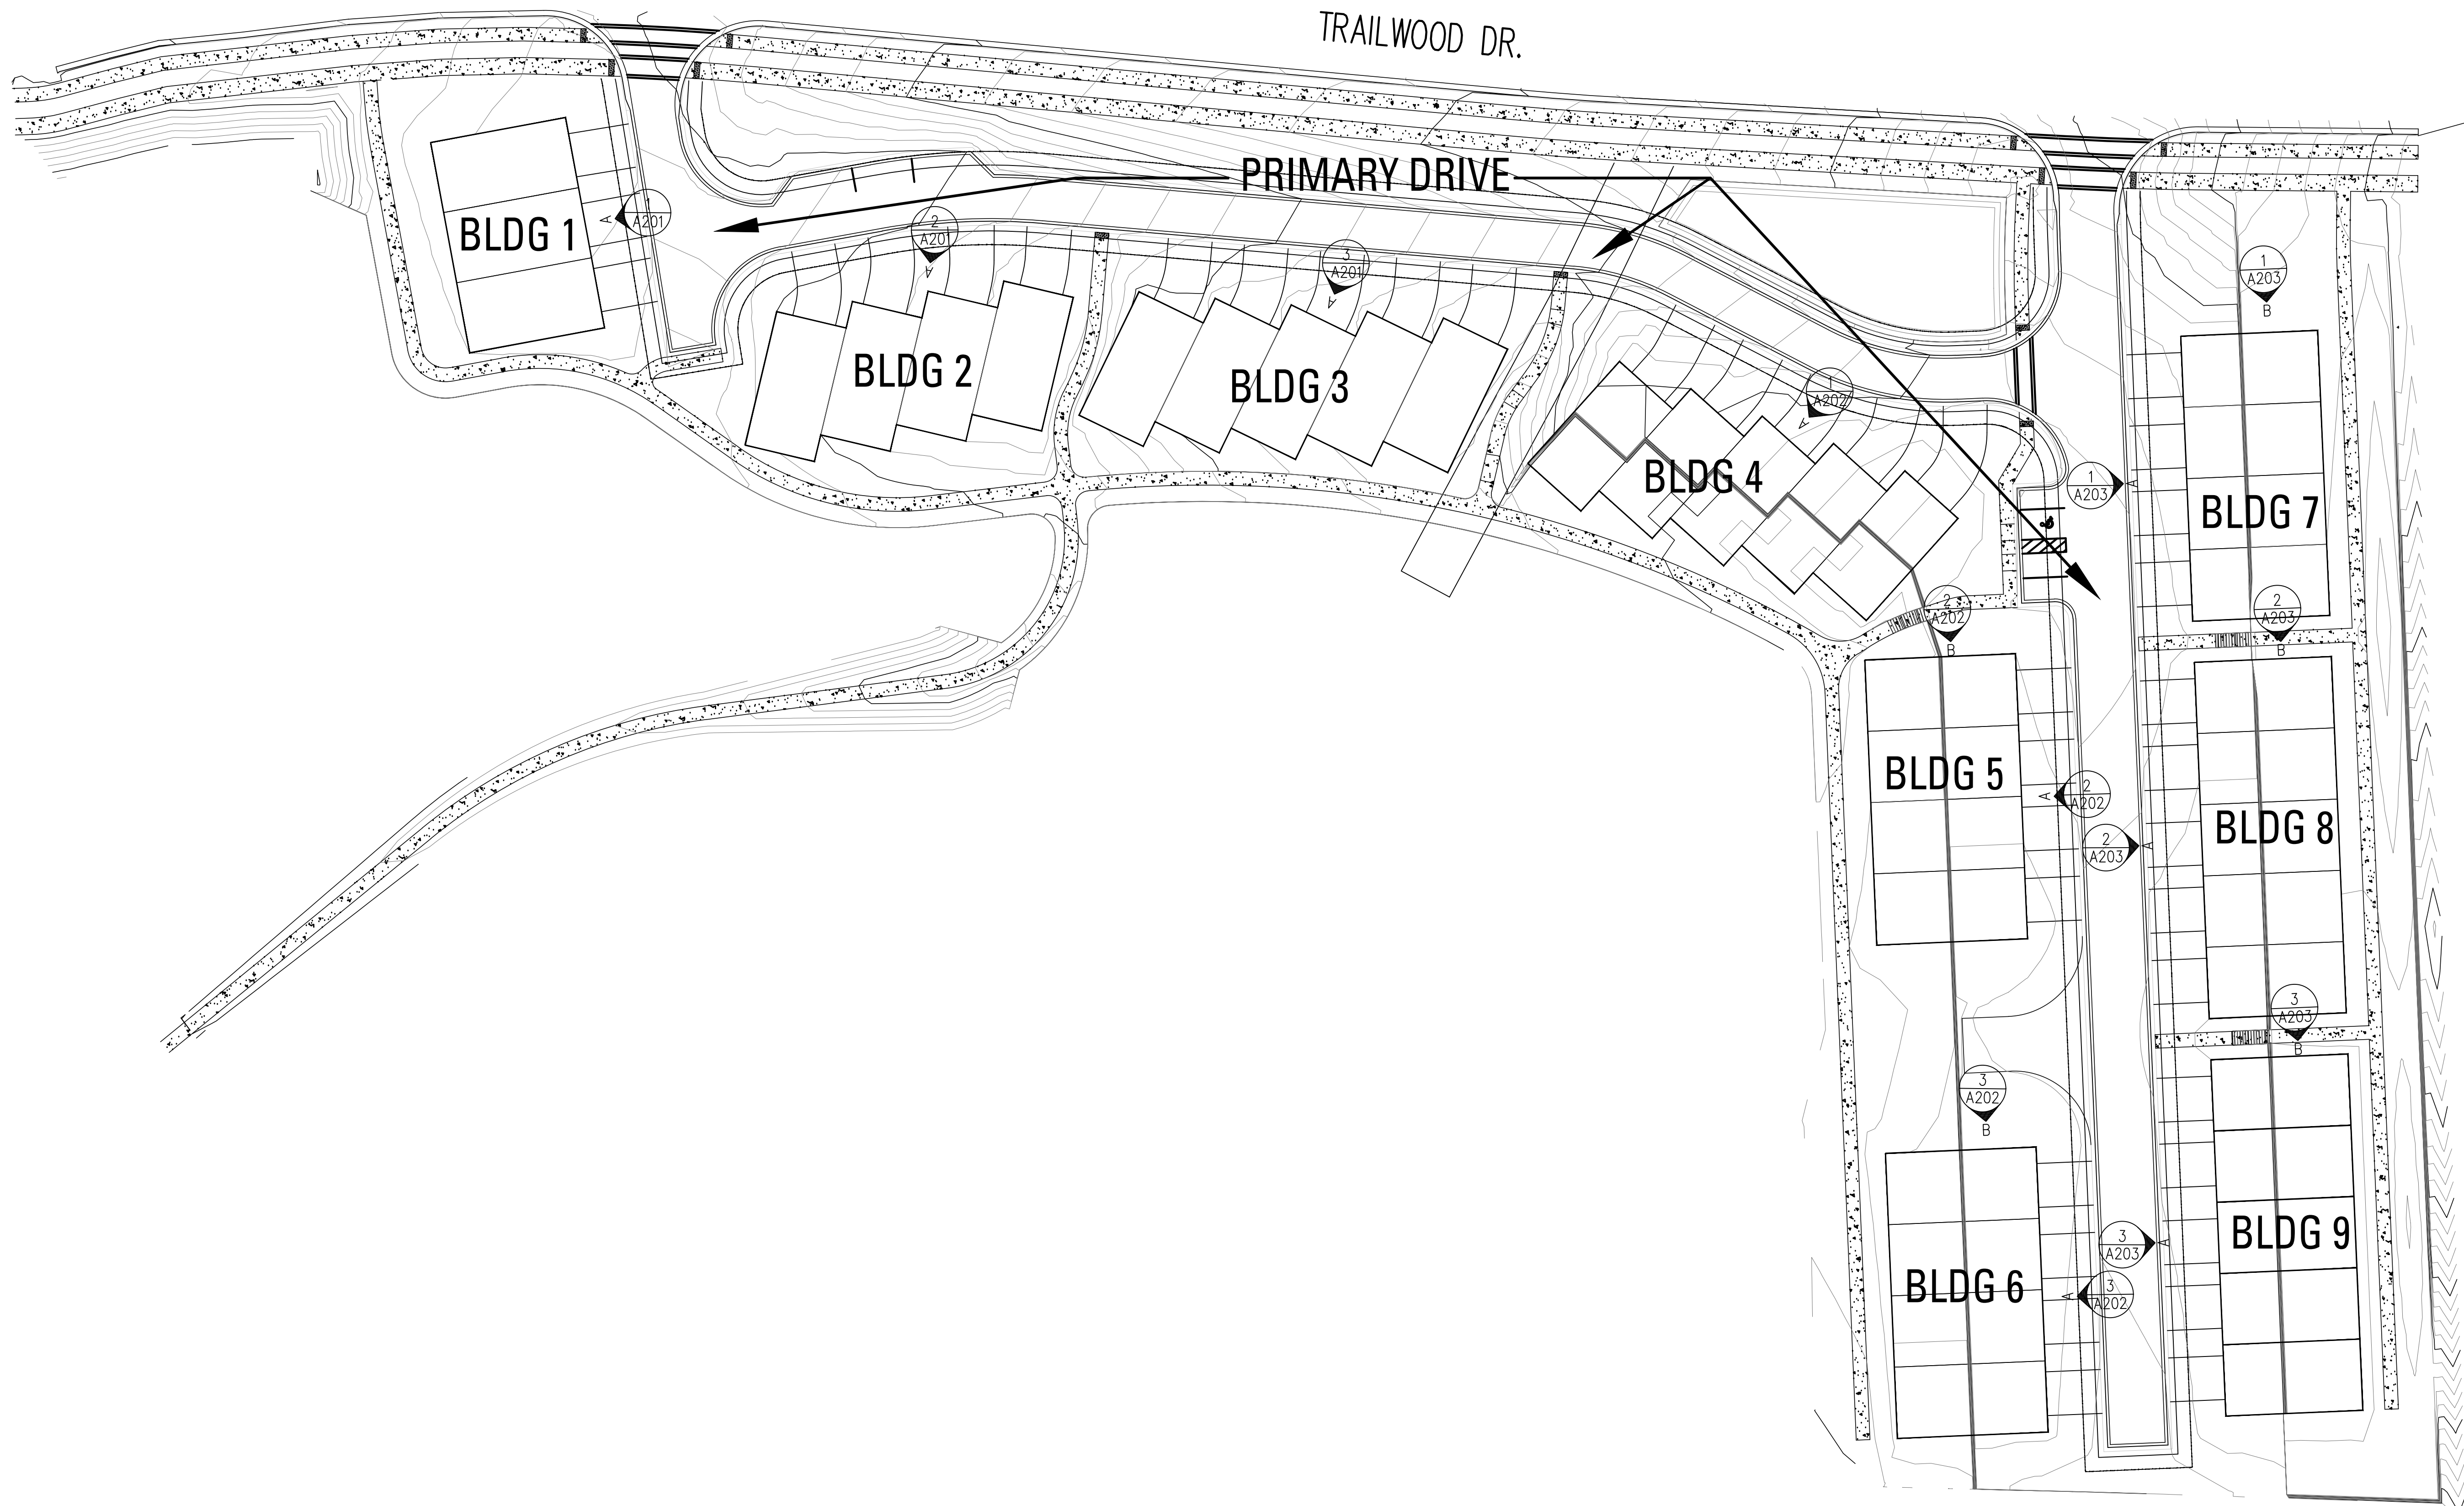 TRAILWOOD DR.
PRIMARY DRIVE
BLDG 1
A
1
A201
2
A201
A
3
A201
A
BLDG 2
BLDG 3
1
A202
A
BLDG 4
1
A203
B
1
A203
A
BLDG 7
2
A202
B
2
A203
B
BLDG 5
A
2
A202
2
A203
A
BLDG 8
3
A203
B
3
A202
B
3
A203
A
BLDG 9
BLDG 6
A
3
A202